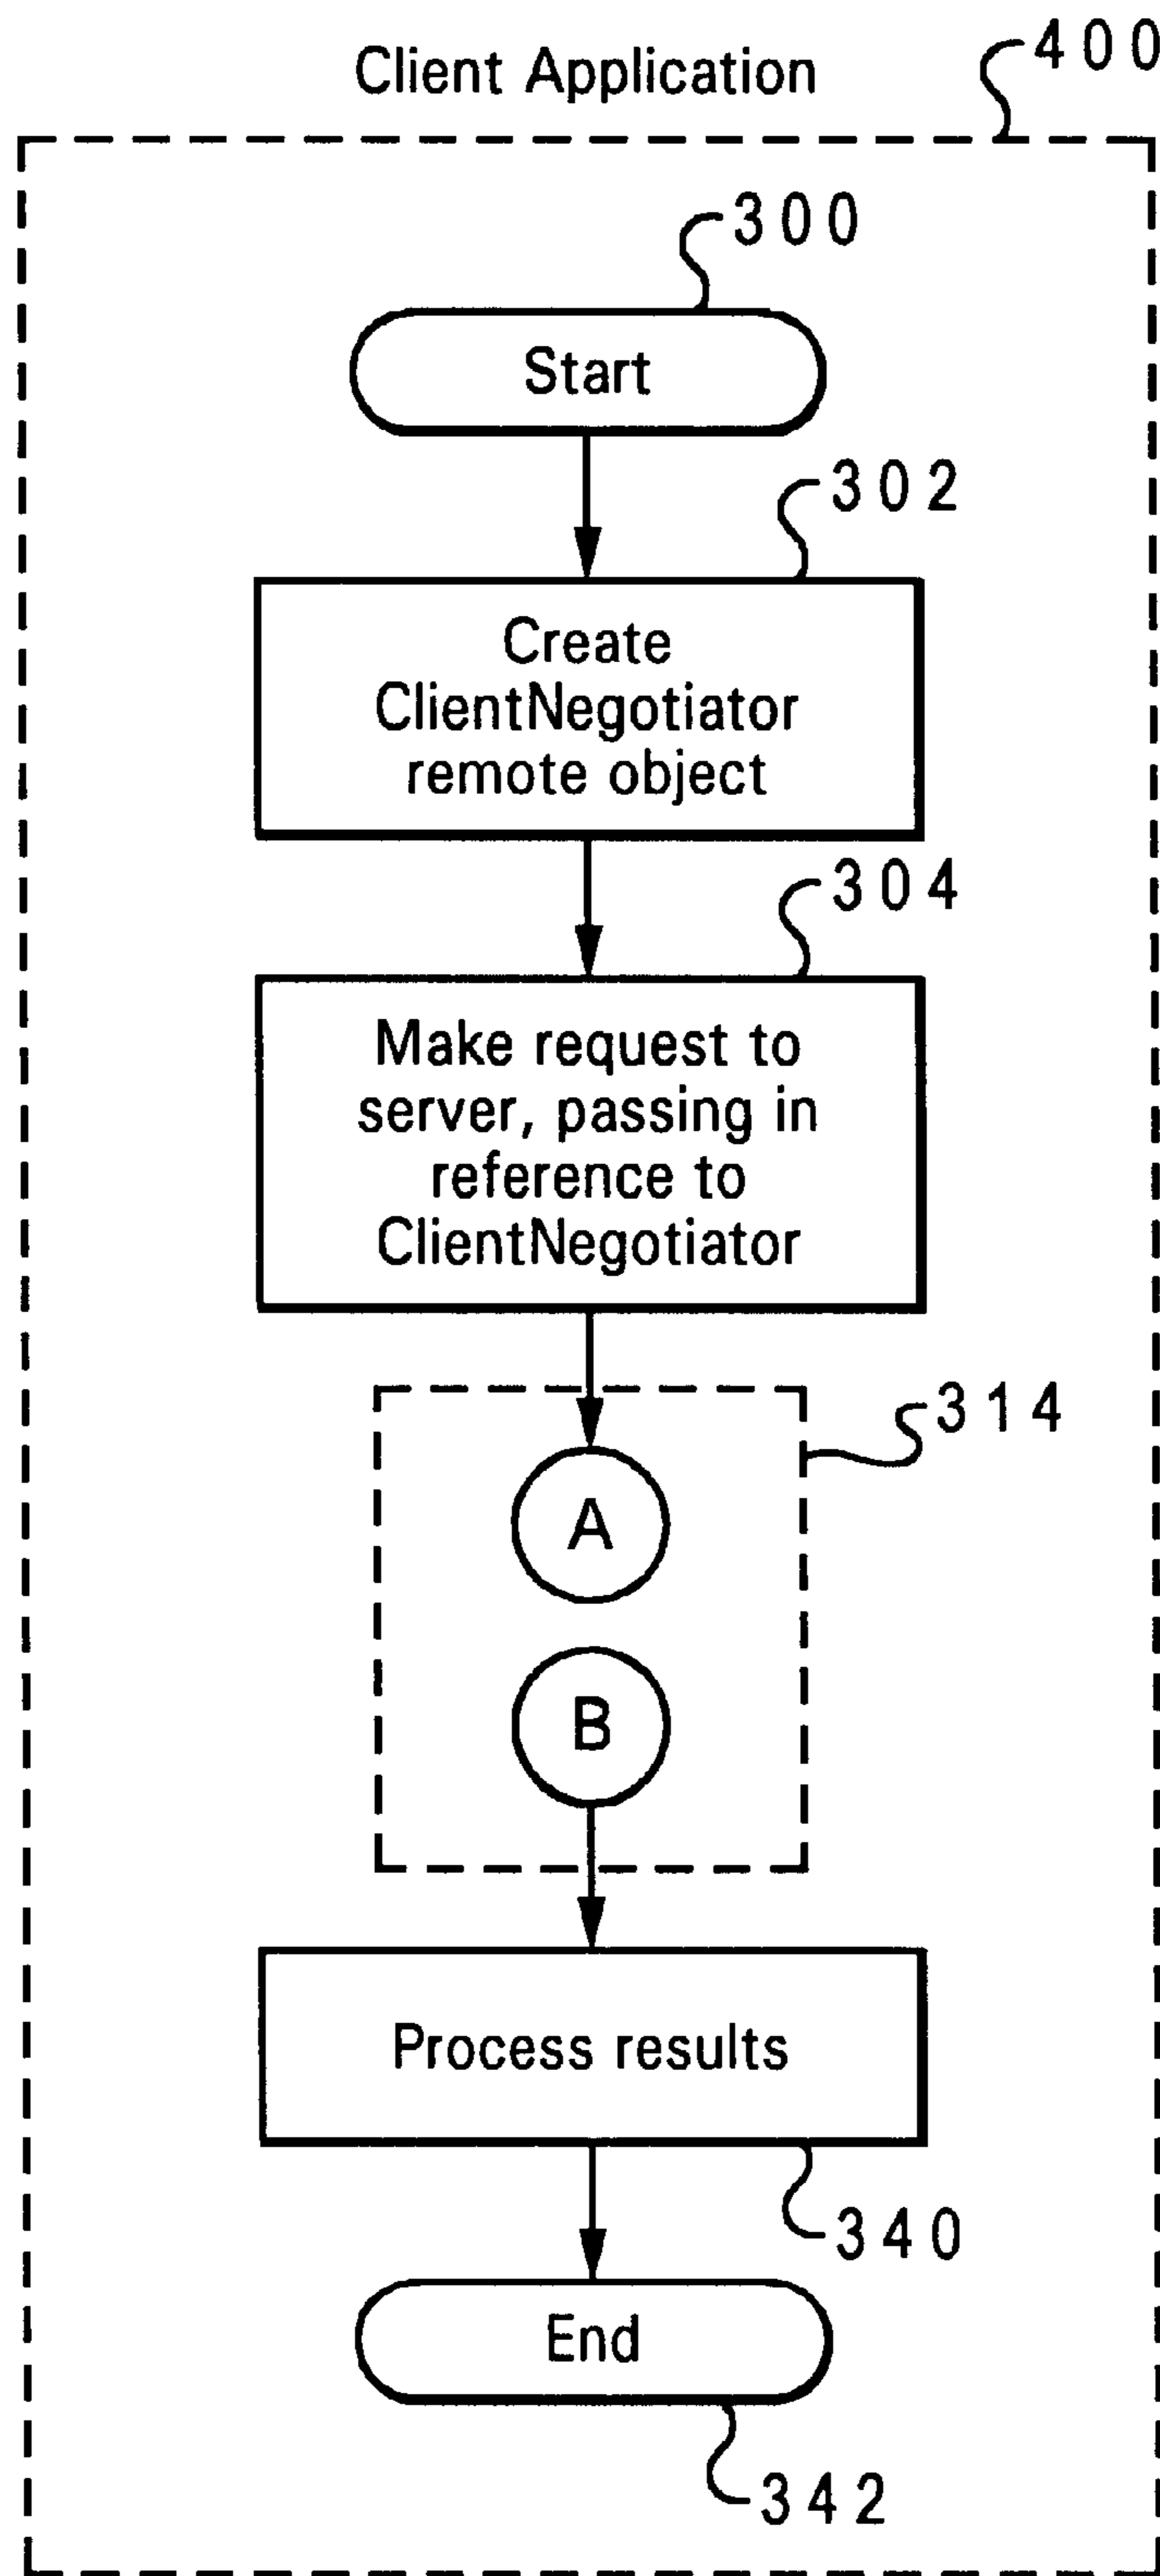 Client Application
400
300
Start
302
Create
ClientNegotiator
remote object
304
Make request to
server, passing in
reference to
ClientNegotiator
314
A
B
Process results
340
End
342